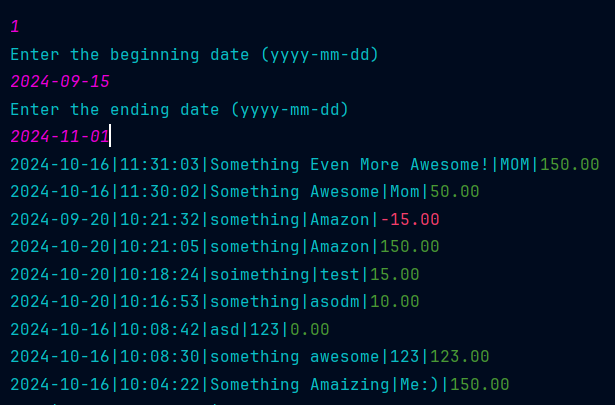 1
Enter the beginning date (yyyy-mm-dd)
2024-09-15
Enter the ending date (yyyy-mm-dd)
2024-11-01
2024-10-16|11:31:03|Something Even More Awesome!|MOM|150.00
2024-10-16|11:30:02|Something Awesome|Mom|50.00
2024-09-20|10:21:32|something|Amazon|-15.00
2024-10-20|10:21:05|something|Amazon|150.00
2024-10-20|10:18:24|soimething|test|15.00
2024-10-20|10:16:53|something|asodm|10.00
2024-10-16|10:08:42|asd|123|0.00
2024-10-16|10:08:30|something awesome|123|123.00
2024-10-16|10:04:22|Something Amaizing|Me:)|150.00